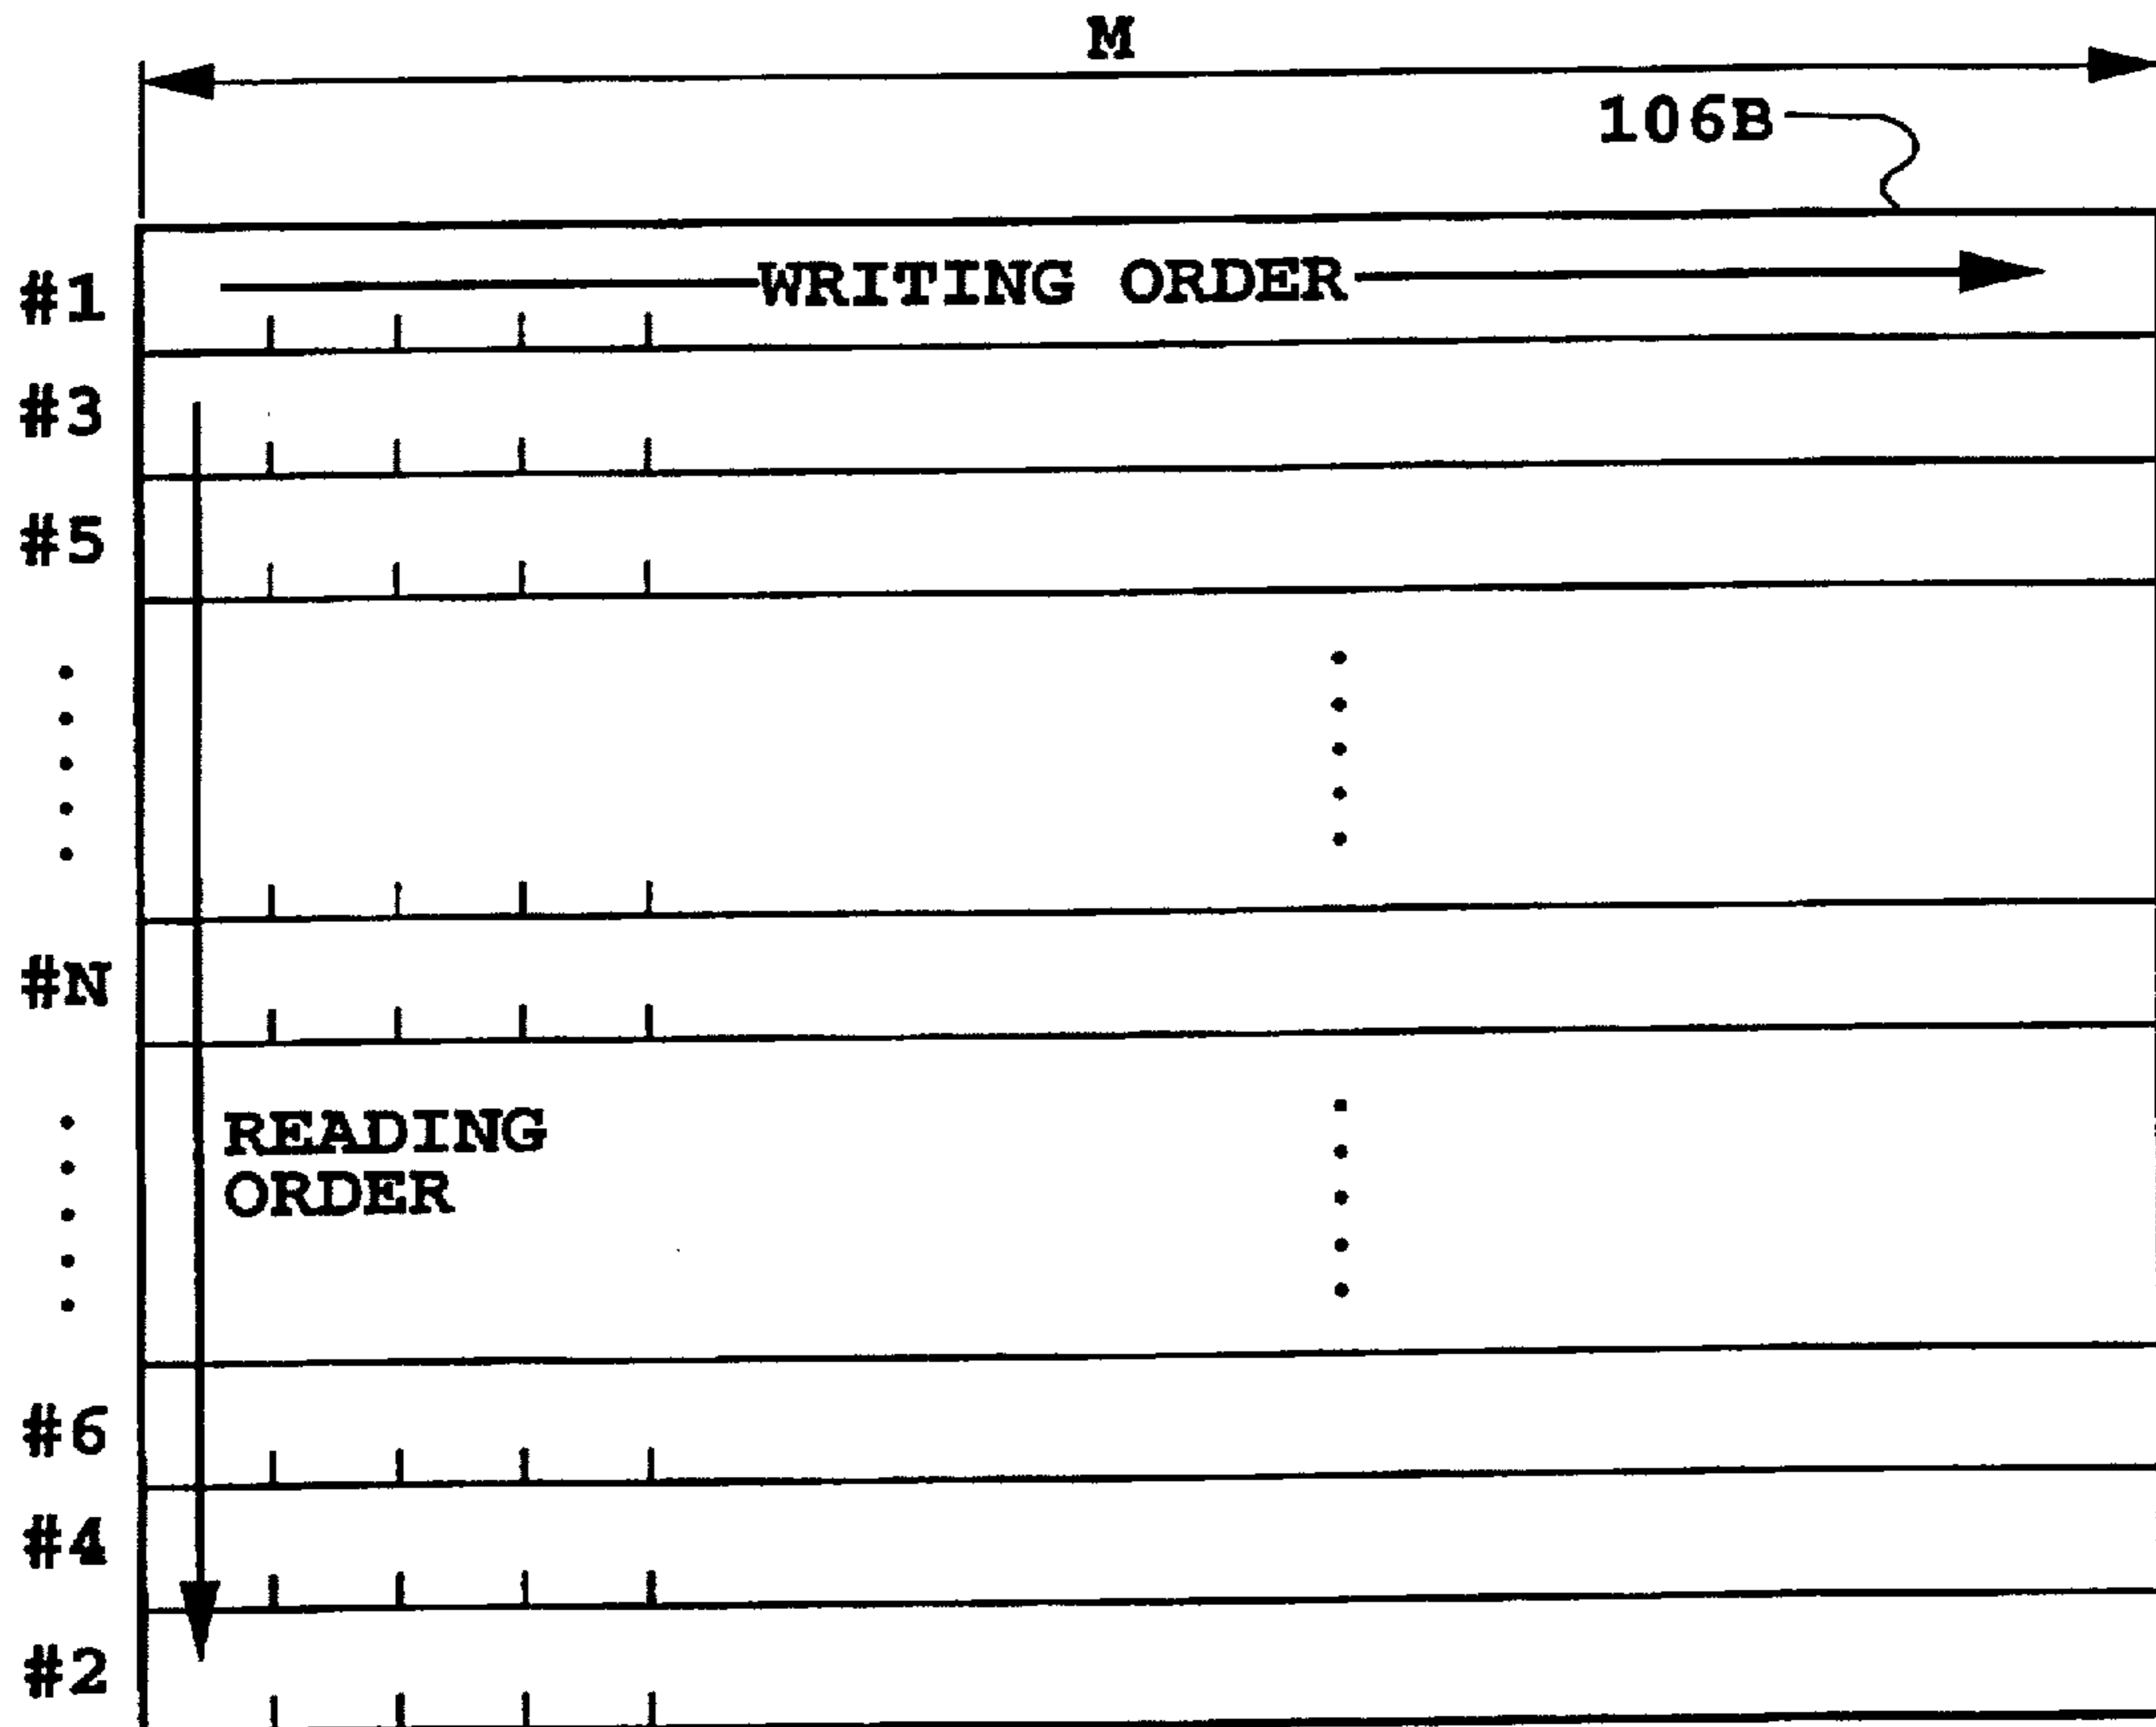 M
106B
#1
WRITING ORDER
#3
#5
#N
READING
ORDER
#6
#4
#2